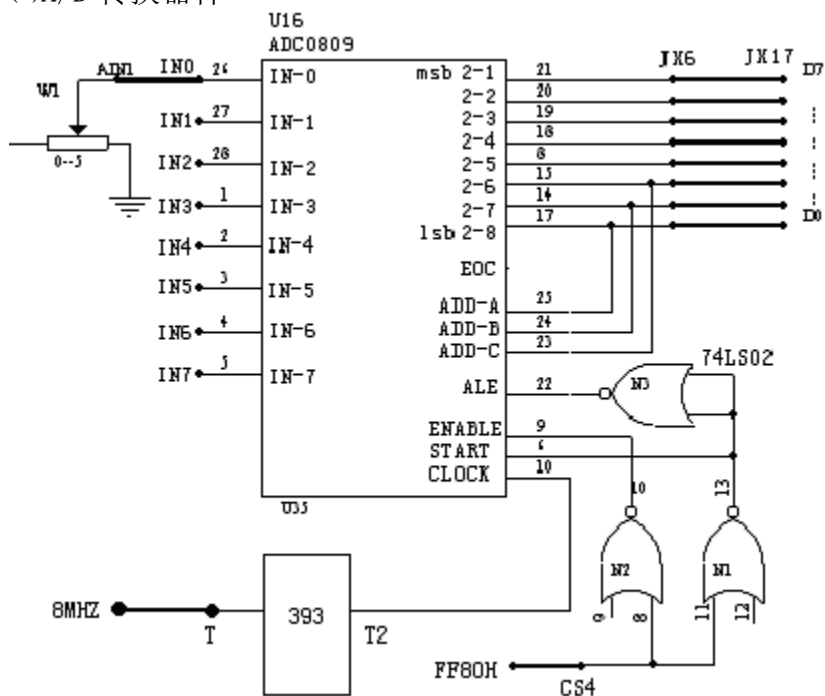 A/D 转换器件
U16
ADC0809
AIN1 IN0 26 IN-0
W1
0--5
IN1 27 IN-1
IN2 28 IN-2
IN3 1 IN-3
IN4 2 IN-4
IN5 3 IN-5
IN6 4 IN-6
IN7 5 IN-7
msb 2-1 21 JX6 JX17 D7
2-2 20
2-3 19
2-4 18
2-5 8
2-6 15
2-7 14
lsb 2-8 17 D0
EOC
ADD-A 25
ADD-B 24
ADD-C 23
74LS02
ALE 22 N3
ENABLE 9
START 6
CLOCK 10
10 13
U35
N2 N1
9 8 11 12
8MHZ T 393 T2
FF80H CS4